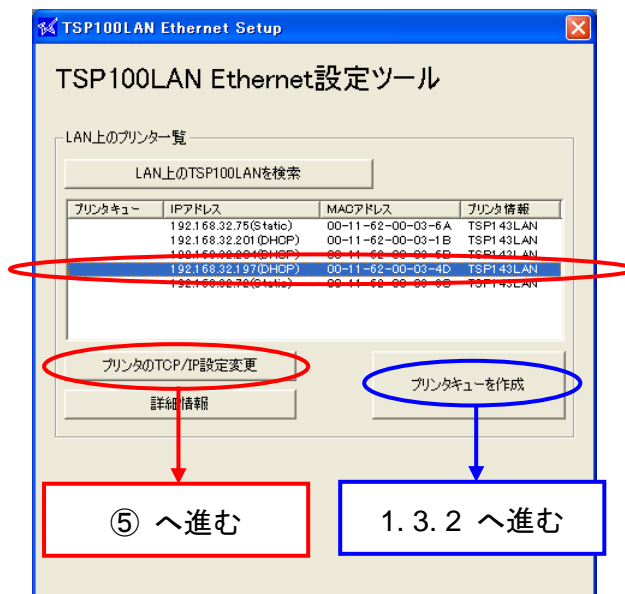 TSP100LAN Ethernet Setup
TSP100LAN Ethernet設定ツール
LAN上のプリンタ一覧
LAN上のTSP100LANを検索
プリンタキュー IPアドレス MACアドレス プリンタ情報
192.168.32.75(Static) 00-11-62-00-03-6A TSP143LAN
192.168.32.201(DHCP) 00-11-62-00-03-1B TSP143LAN
TSP143LAN
192.168.32.197(DHCP) 00-11-62-00-03-4D TSP143LAN
TSP143LAN
プリンタのTCP/IP設定変更
プリンタキューを作成
詳細情報
⑤ へ進む
1. 3. 2 へ進む